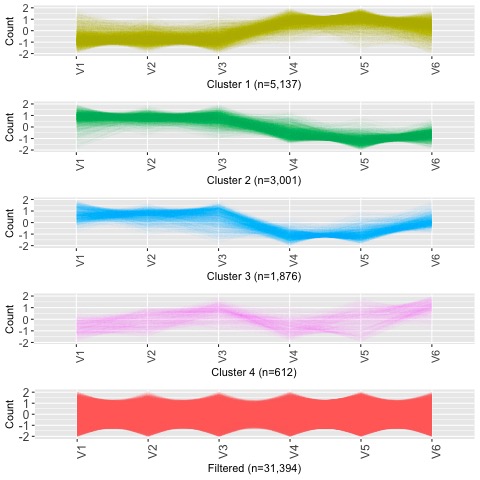 2
1
0
-1
-2
Count
V1 V2 V3 V4 V5 V6
Cluster 1 (n=5,137)
2
1
0
-1
-2
Count
V1 V2 V3 V4 V5 V6
Cluster 2 (n=3,001)
2
1
0
-1
-2
Count
V1 V2 V3 V4 V5 V6
Cluster 3 (n=1,876)
2
1
0
-1
-2
Count
V1 V2 V3 V4 V5 V6
Cluster 4 (n=612)
2
1
0
-1
-2
Count
V1 V2 V3 V4 V5 V6
Filtered (n=31,394)